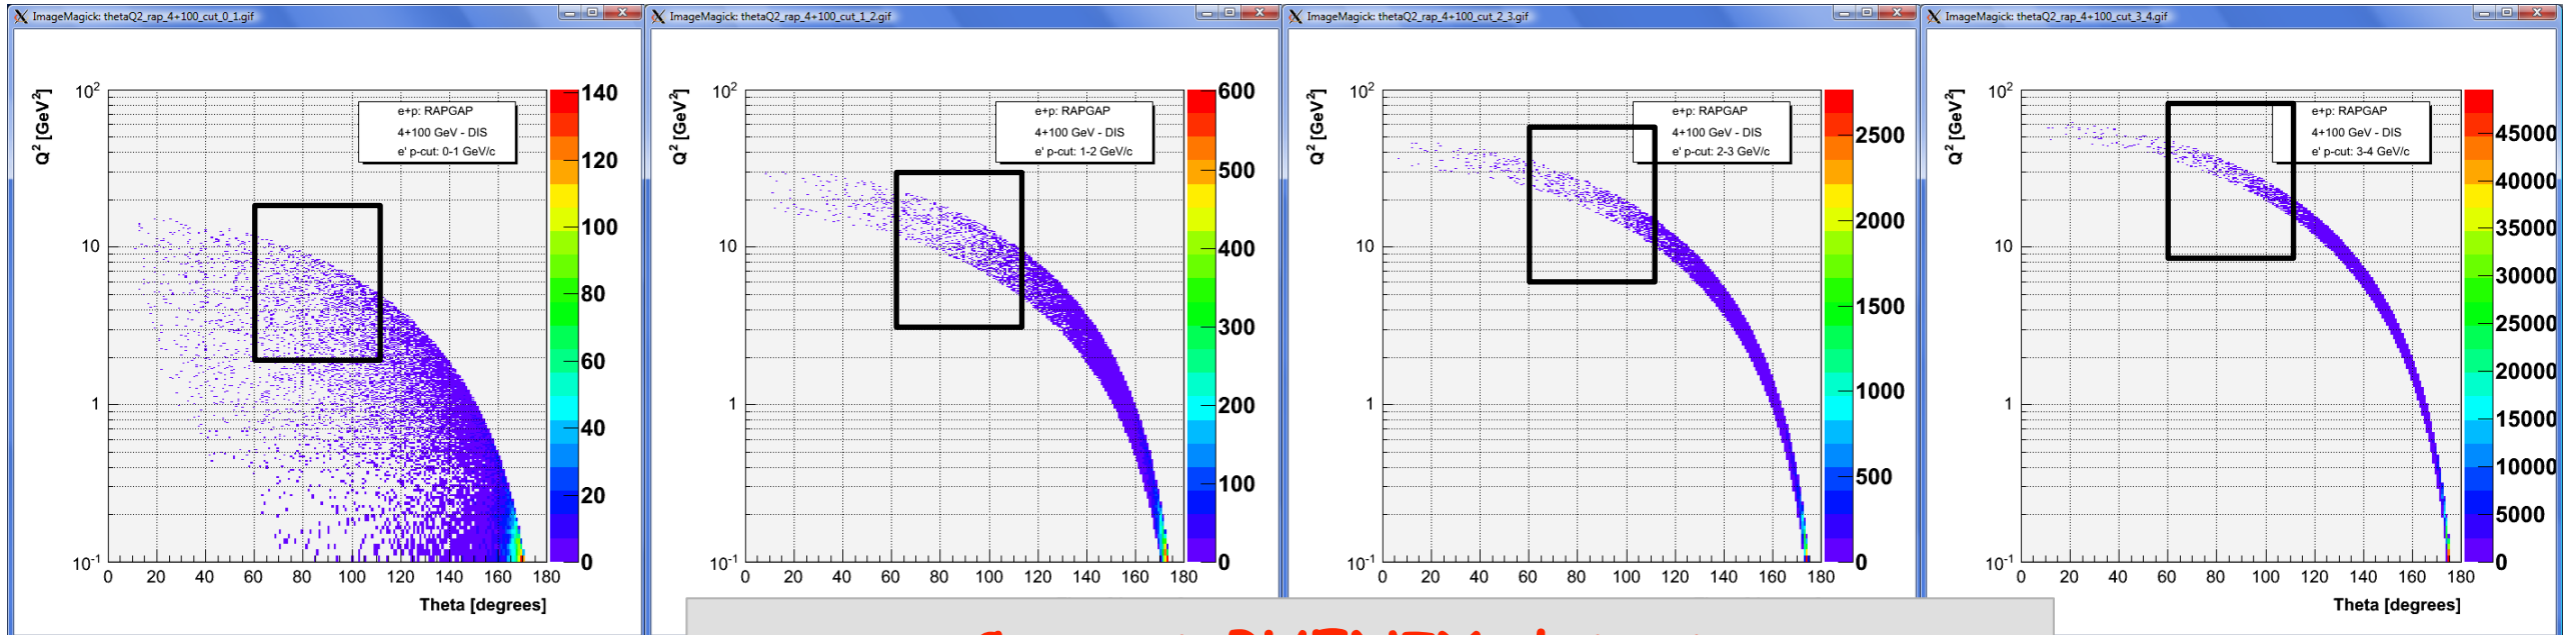 ImageMagick: thetaQ2_rap_4+100_cut_0_1.gif
Q² [GeV²]
10²
10
1
10⁻¹
0 20 40 60 80 100 120 140 160 180
Theta [degrees]
e+p: RAPGAP
4+100 GeV - DIS
e' p-cut: 0-1 GeV/c
140
120
100
80
60
40
20
0
ImageMagick: thetaQ2_rap_4+100_cut_1_2.gif
Q² [GeV²]
10²
10
1
10⁻¹
0 20 40 60 80 100 120 140 160 180
e+p: RAPGAP
4+100 GeV - DIS
e' p-cut: 1-2 GeV/c
600
500
400
300
200
100
0
ImageMagick: thetaQ2_rap_4+100_cut_2_3.gif
Q² [GeV²]
10²
10
1
10⁻¹
0 20 40 60 80 100 120 140 160 180
e+p: RAPGAP
4+100 GeV - DIS
e' p-cut: 2-3 GeV/c
2500
2000
1500
1000
500
0
ImageMagick: thetaQ2_rap_4+100_cut_3_4.gif
Q² [GeV²]
10²
10
1
10⁻¹
0 20 40 60 80 100 120 140 160 180
Theta [degrees]
e+p: RAPGAP
4+100 GeV - DIS
e' p-cut: 3-4 GeV/c
45000
40000
35000
30000
25000
20000
15000
10000
5000
0
PHENIX